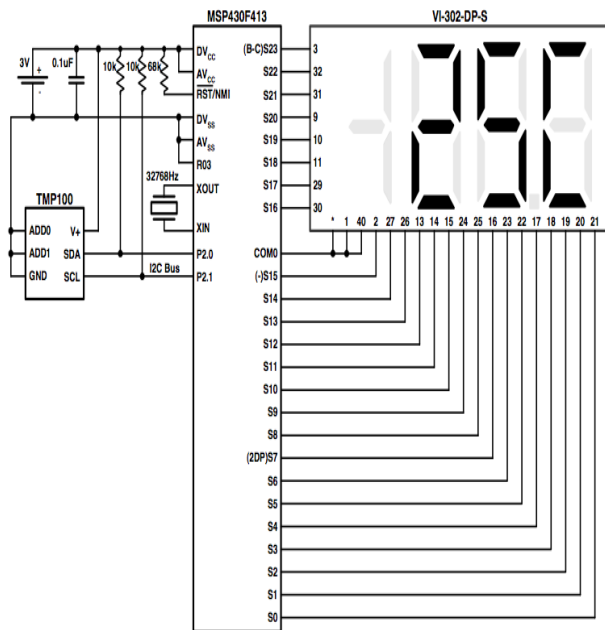 MSP430F413
VI-302-DP-S
3V
+
-
0.1uF
10k
10k
68k
DVCC
AVCC
RST/NMI
DVSS
AVSS
R03
32768Hz
XOUT
XIN
TMP100
ADD0
V+
ADD1
SDA
P2.0
GND
SCL
I2C Bus
P2.1
(B-C)S23
3
S22
32
S21
31
S20
9
S19
10
S18
11
S17
29
S16
30
29C
* 1 40 2 27 26 13 14 15 24 25 16 23 22 17 18 19 20 21
COM0
(-)S15
S14
S13
S12
S11
S10
S9
S8
(2DP)S7
S6
S5
S4
S3
S2
S1
S0